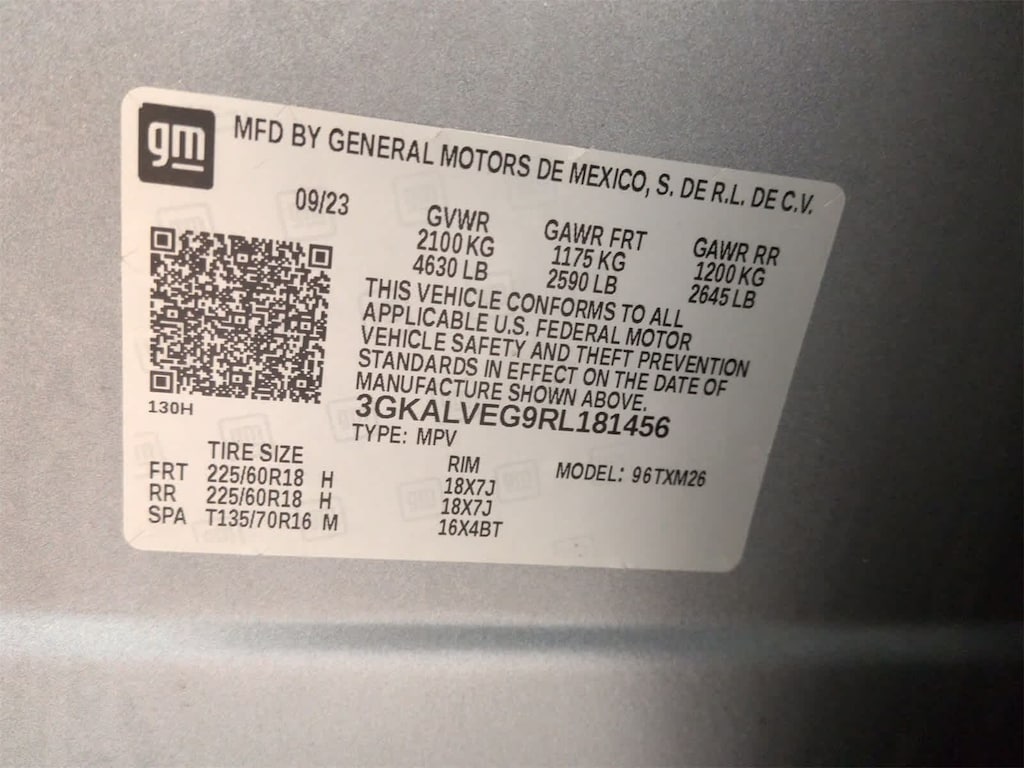 gm
MFD BY GENERAL MOTORS DE MEXICO, S. DE R.L. DE C.V.
09/23
GVWR GAWR FRT GAWR RR
2100 KG 1175 KG 1200 KG
4630 LB 2590 LB 2645 LB
THIS VEHICLE CONFORMS TO ALL
APPLICABLE U.S. FEDERAL MOTOR
VEHICLE SAFETY AND THEFT PREVENTION
STANDARDS IN EFFECT ON THE DATE OF
MANUFACTURE SHOWN ABOVE.
130H
3GKALVEG9RL181456
TYPE: MPV
TIRE SIZE RIM MODEL: 96TXM26
FRT 225/60R18 H 18X7J
RR 225/60R18 H 18X7J
SPA T135/70R16 M 16X4BT